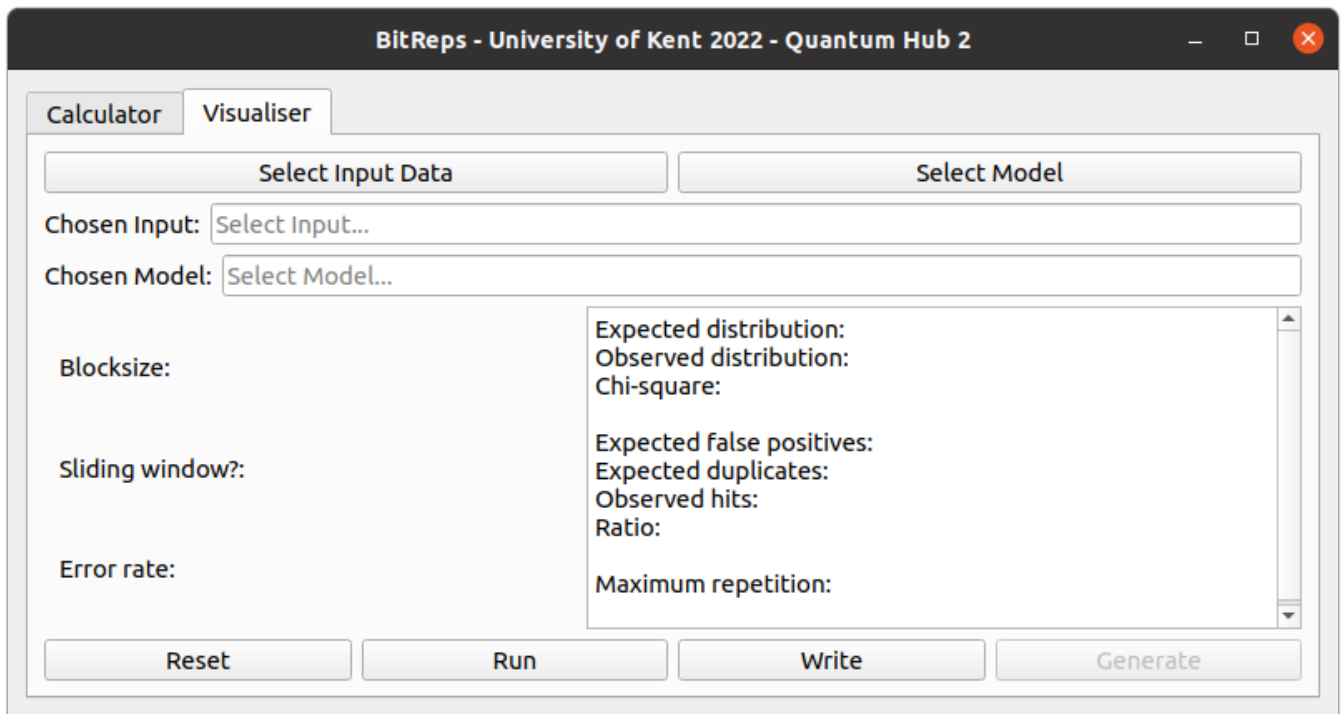 BitReps - University of Kent 2022 - Quantum Hub 2
Calculator
Visualiser
Select Input Data
Select Model
Chosen Input: Select Input...
Chosen Model: Select Model...
Blocksize:
Sliding window?:
Error rate:
Expected distribution:
Observed distribution:
Chi-square:
Expected false positives:
Expected duplicates:
Observed hits:
Ratio:
Maximum repetition:
Reset
Run
Write
Generate